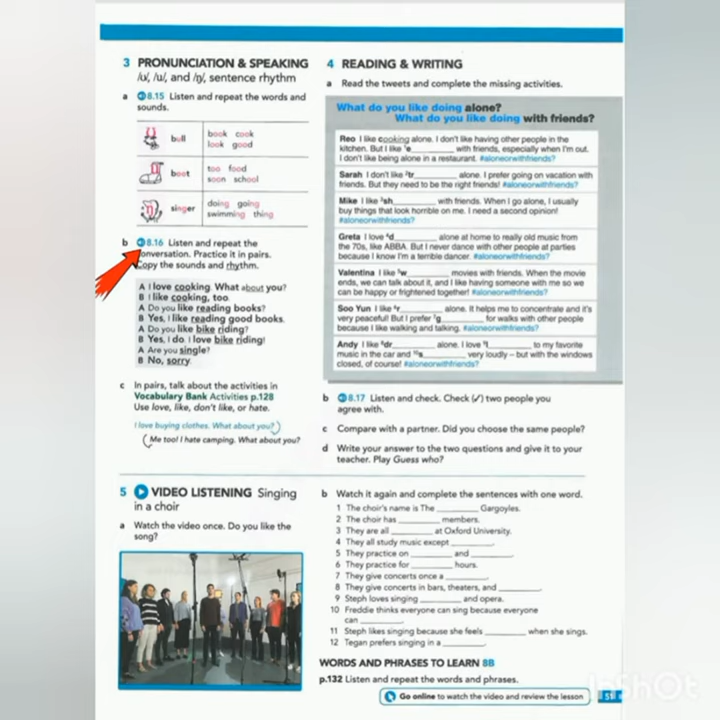 3 PRONUNCIATION & SPEAKING
/ʊ/, /u/, and /ŋ/, sentence rhythm
a 8.15 Listen and repeat the words and
sounds.
bull
book cook
look good
boot
too food
soon school
singer
doing going
swimming thing
b 8.16 Listen and repeat the
conversation. Practice it in pairs.
Copy the sounds and rhythm.
A I love cooking. What about you?
B I like cooking, too.
A Do you like reading books?
B Yes, I like reading good books.
A Do you like bike riding?
B Yes, I do. I love bike riding!
A Are you single?
B No, sorry.
c In pairs, talk about the activities in
Vocabulary Bank Activities p.128
Use love, like, don't like, or hate.
I love buying clothes. What about you?
Me too! I hate camping. What about you?
4 READING & WRITING
a Read the tweets and complete the missing activities.
What do you like doing alone?
What do you like doing with friends?
Reo I like cooking alone. I don't like having other people in the
kitchen. But I like ¹e________ with friends, especially when I'm out.
I don't like being alone in a restaurant. #aloneorwithfriends?
Sarah I don't like ²tr________ alone. I prefer going on vacation with
friends. But they need to be the right friends! #aloneorwithfriends?
Mike I like ³sh________ with friends. When I go alone, I usually
buy things that look horrible on me. I need a second opinion!
#aloneorwithfriends?
Greta I love ⁴d________ alone at home to really old music from
the 70s, like ABBA. But I never dance with other people at parties
because I know I'm a terrible dancer. #aloneorwithfriends?
Valentina I like ⁵w________ movies with friends. When the movie
ends, we can talk about it, and I like having someone with me so we
can be happy or frightened together! #aloneorwithfriends?
Soo Yun I like ⁶r________ alone. It helps me to concentrate and it's
very peaceful! But I prefer ⁷g________ for walks with other people
because I like walking and talking. #aloneorwithfriends?
Andy I like ⁸dr________ alone. I love ⁹l________ to my favorite
music in the car and ¹⁰s________ very loudly – but with the windows
closed, of course! #aloneorwithfriends?
b 8.17 Listen and check. Check (✓) two people you
agree with.
c Compare with a partner. Did you choose the same people?
d Write your answer to the two questions and give it to your
teacher. Play Guess who?
5 VIDEO LISTENING Singing
in a choir
a Watch the video once. Do you like the
song?
b Watch it again and complete the sentences with one word.
1 The choir's name is The ________ Gargoyles.
2 The choir has ________ members.
3 They are all ________ at Oxford University.
4 They all study music except ________.
5 They practice on ________ and ________.
6 They practice for ________ hours.
7 They give concerts once a ________.
8 They give concerts in bars, theaters, and ________.
9 Steph loves singing ________ and opera.
10 Freddie thinks everyone can sing because everyone
can ________.
11 Steph likes singing because she feels ________ when she sings.
12 Tegan prefers singing in a ________.
WORDS AND PHRASES TO LEARN 8B
p.132 Listen and repeat the words and phrases.
Go online to watch the video and review the lesson
InShOt